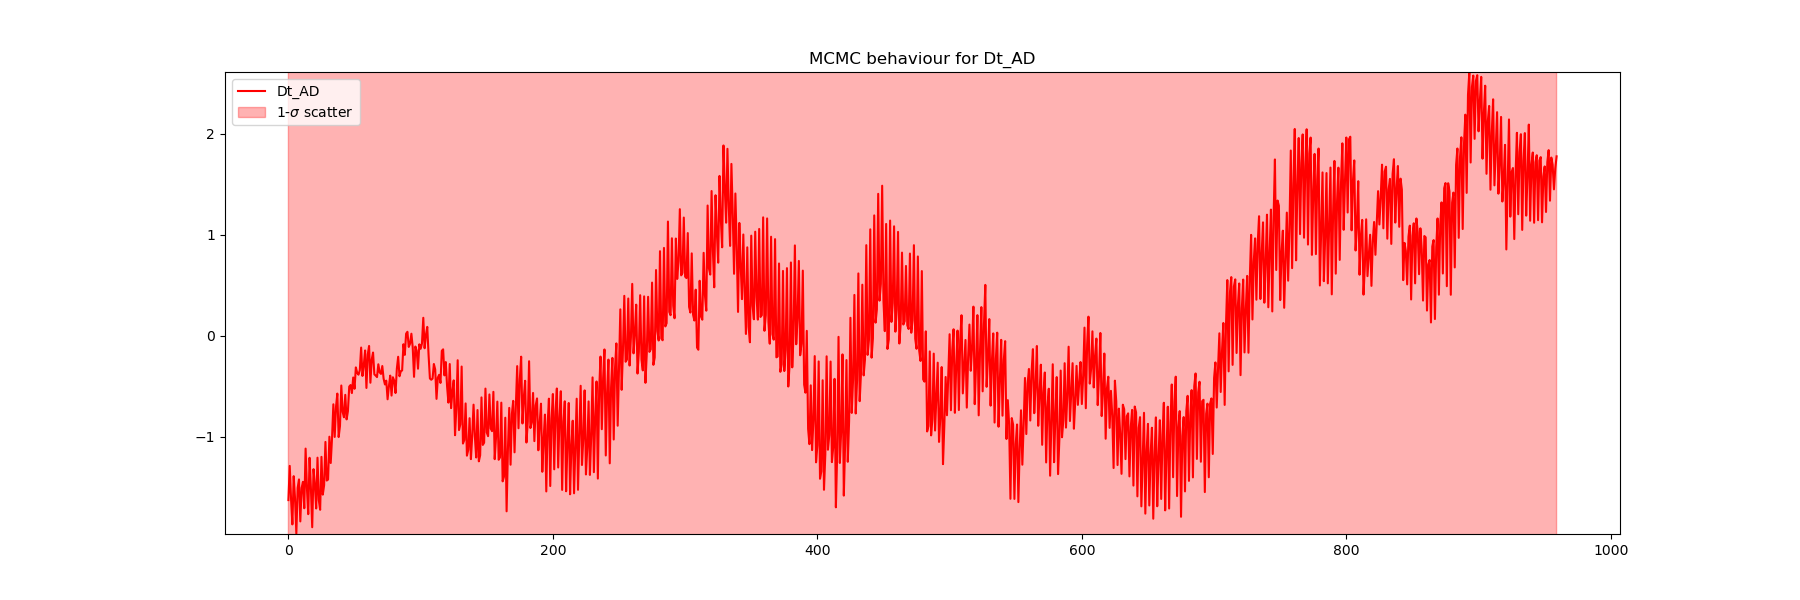 MCMC behaviour for Dt_AD
Dt_AD
1-σ scatter
2
1
0
−1
0 200 400 600 800 1000